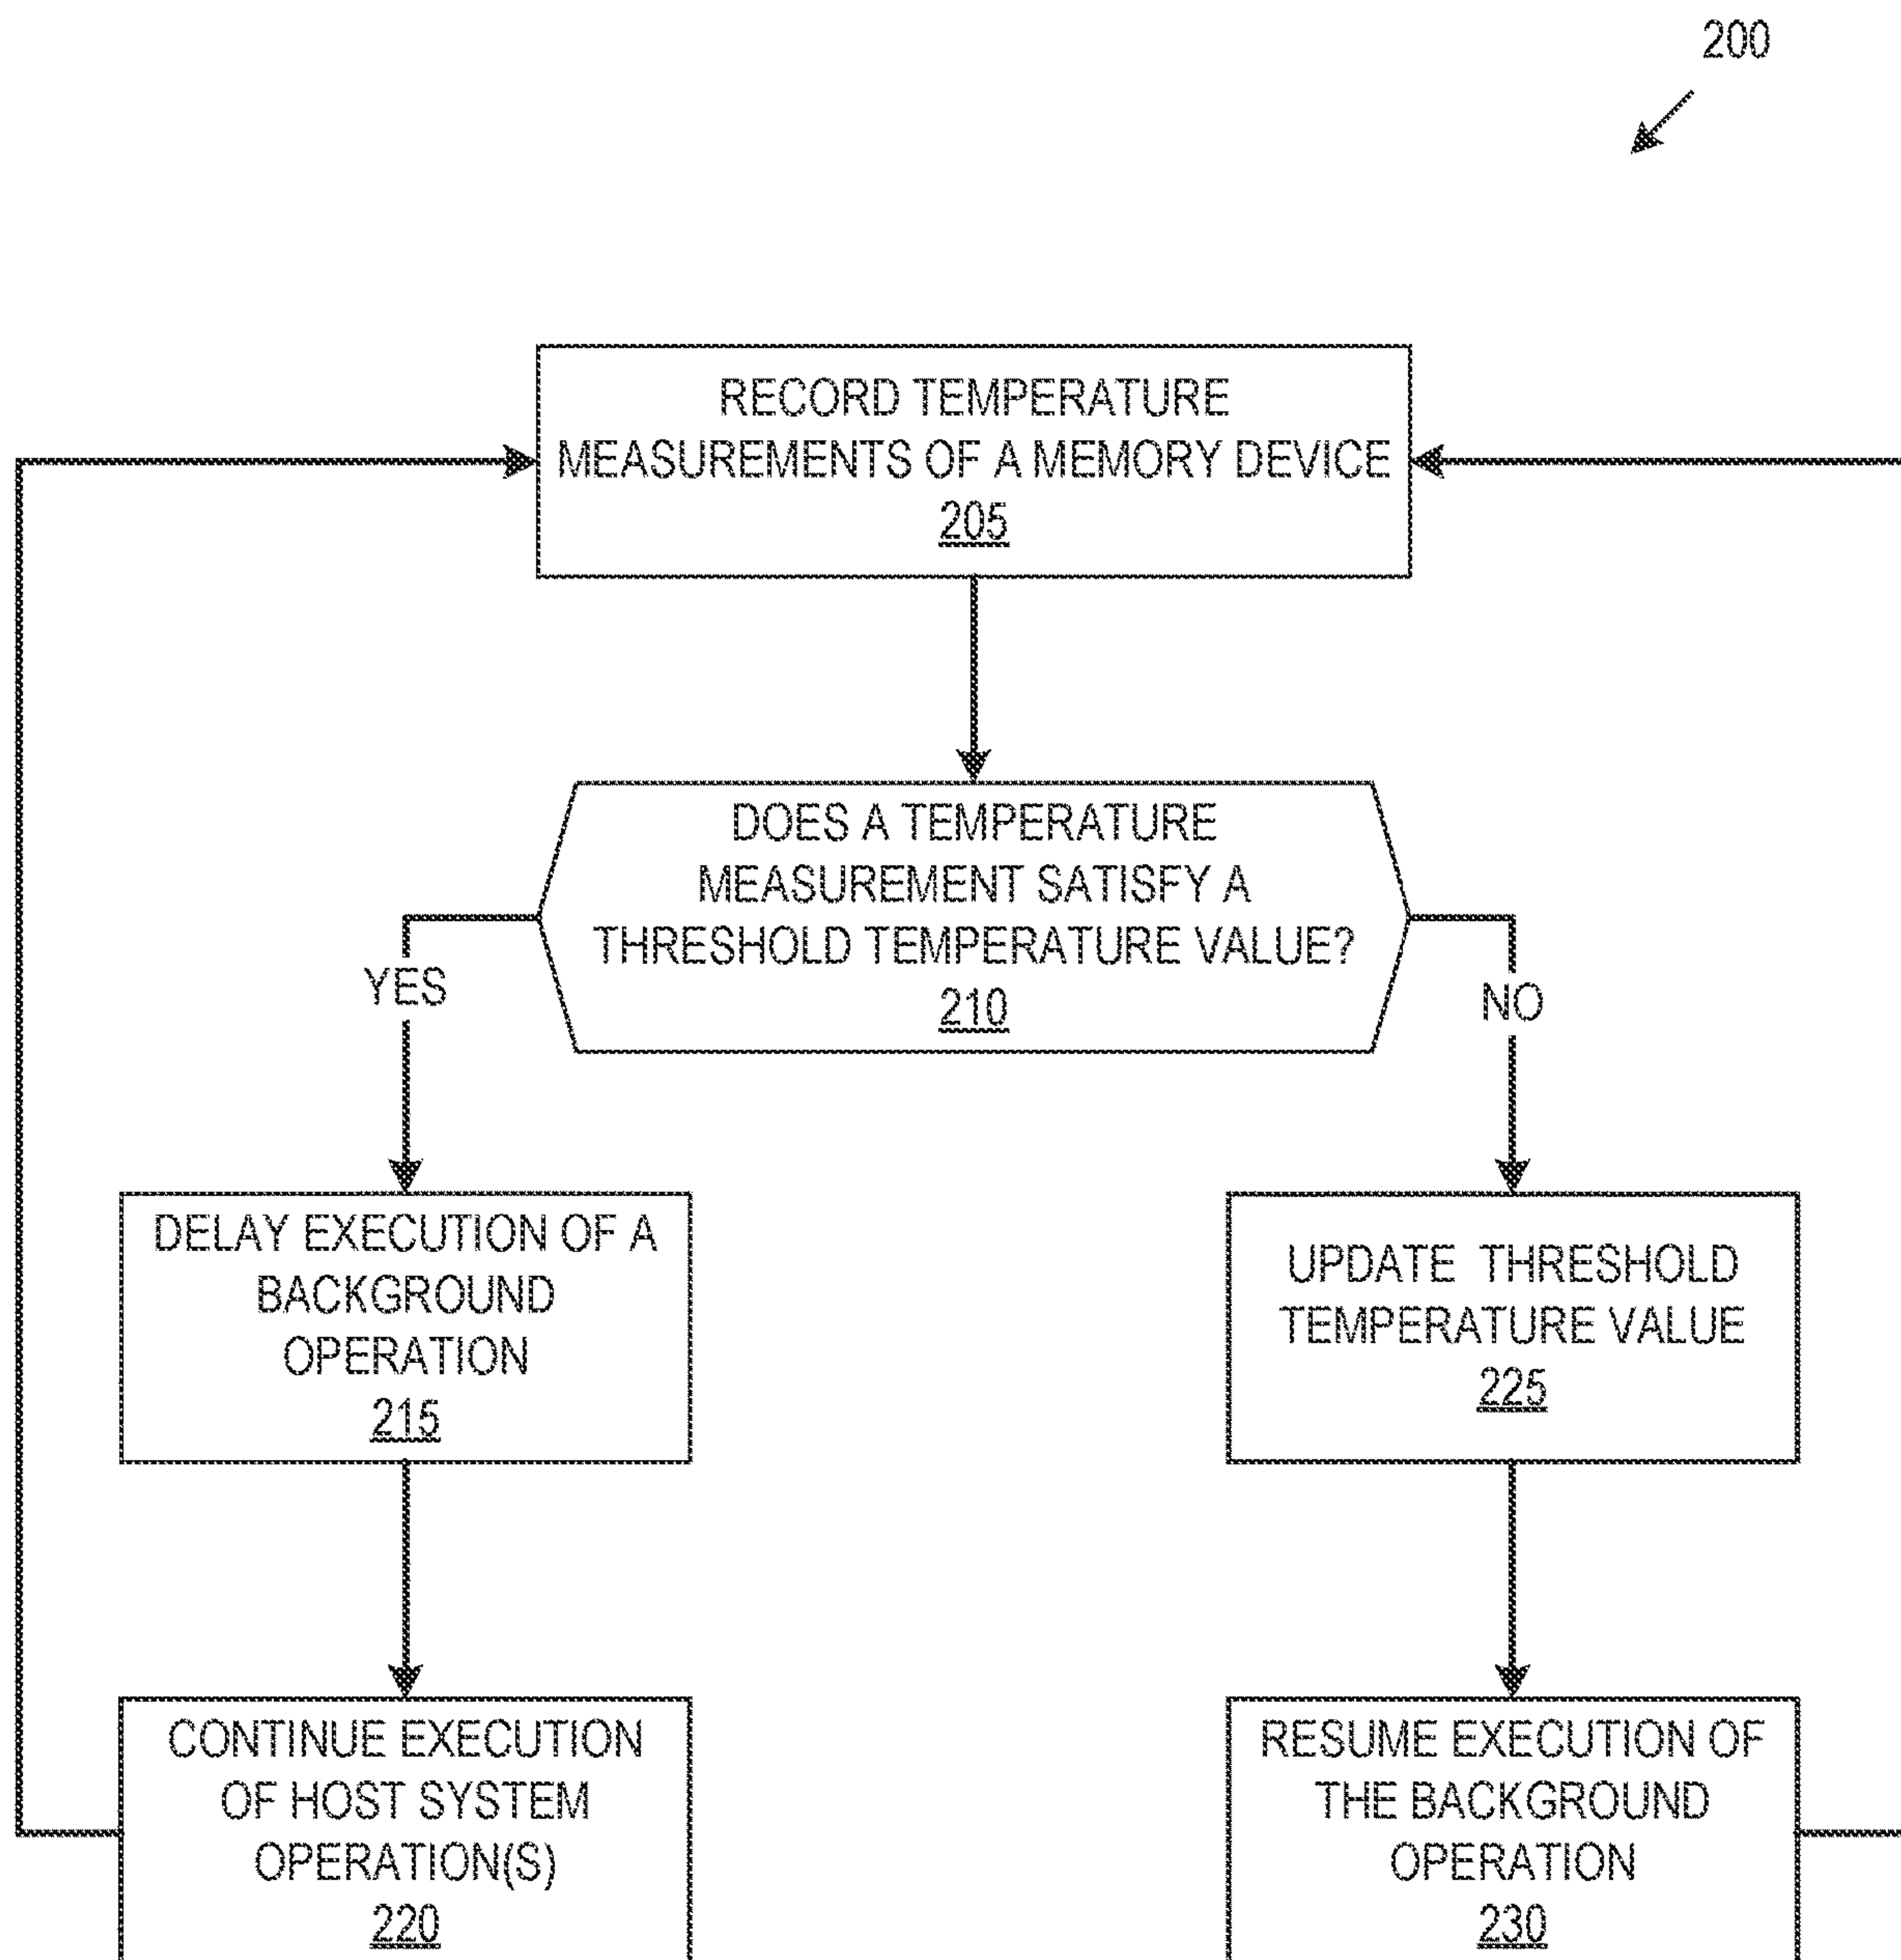 200
RECORD TEMPERATURE
MEASUREMENTS OF A MEMORY DEVICE
205
DOES A TEMPERATURE
MEASUREMENT SATISFY A
THRESHOLD TEMPERATURE VALUE?
210
YES
NO
DELAY EXECUTION OF A
BACKGROUND
OPERATION
215
UPDATE THRESHOLD
TEMPERATURE VALUE
225
CONTINUE EXECUTION
OF HOST SYSTEM
OPERATION(S)
220
RESUME EXECUTION OF
THE BACKGROUND
OPERATION
230